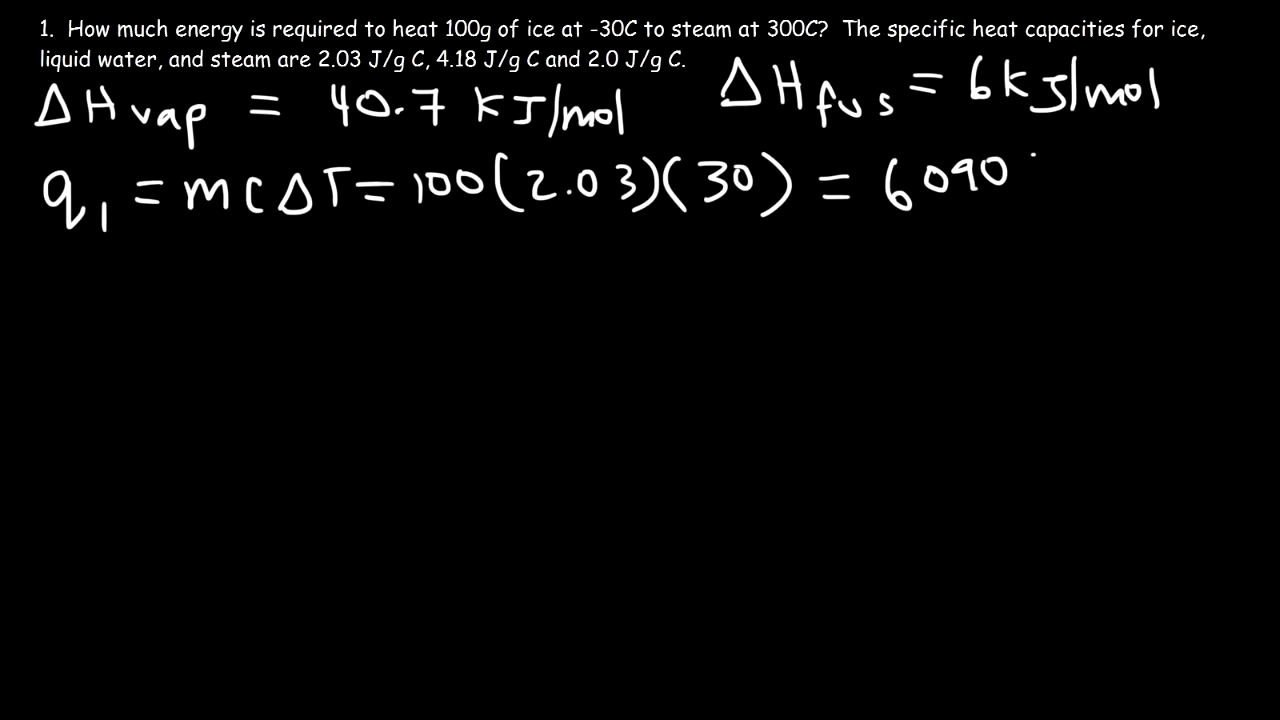 1. How much energy is required to heat 100g of ice at -30C to steam at 300C? The specific heat capacities for ice,
liquid water, and steam are 2.03 J/g C, 4.18 J/g C and 2.0 J/g C.
ΔHvap = 40.7 KJ/mol ΔHfus = 6kJ/mol
q1 = mCΔT = 100(2.03)(30) = 6090